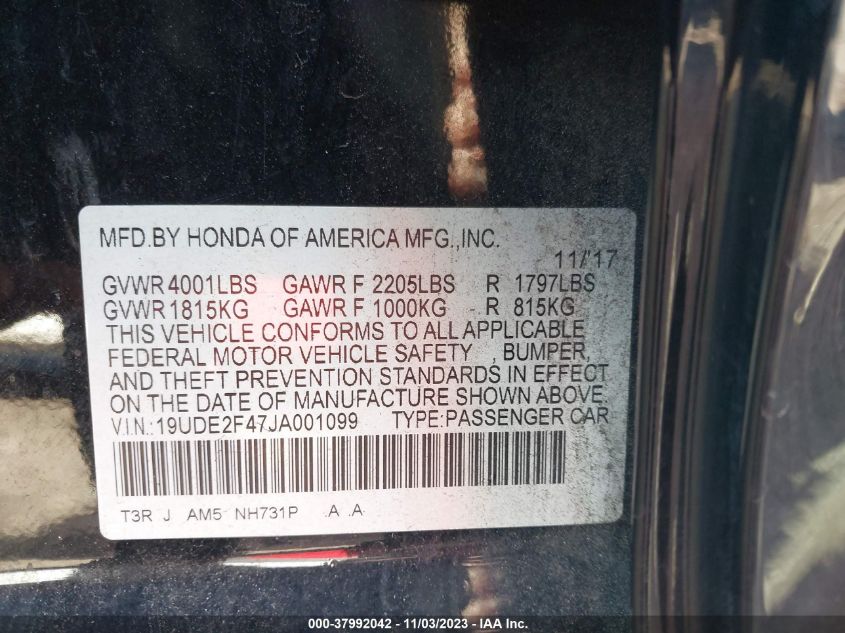 MFD.BY HONDA OF AMERICA MFG.,INC.
11/17
GVWR 4001LBS GAWR F 2205LBS R 1797LBS
GVWR 1815KG GAWR F 1000KG R 815KG
THIS VEHICLE CONFORMS TO ALL APPLICABLE
FEDERAL MOTOR VEHICLE SAFETY , BUMPER,
AND THEFT PREVENTION STANDARDS IN EFFECT
ON THE DATE OF MANUFACTURE SHOWN ABOVE.
V.I.N.:19UDE2F47JA001099 TYPE:PASSENGER CAR
T3R J AM5 NH731P .A .A
000-37992042 - 11/03/2023 - IAA Inc.